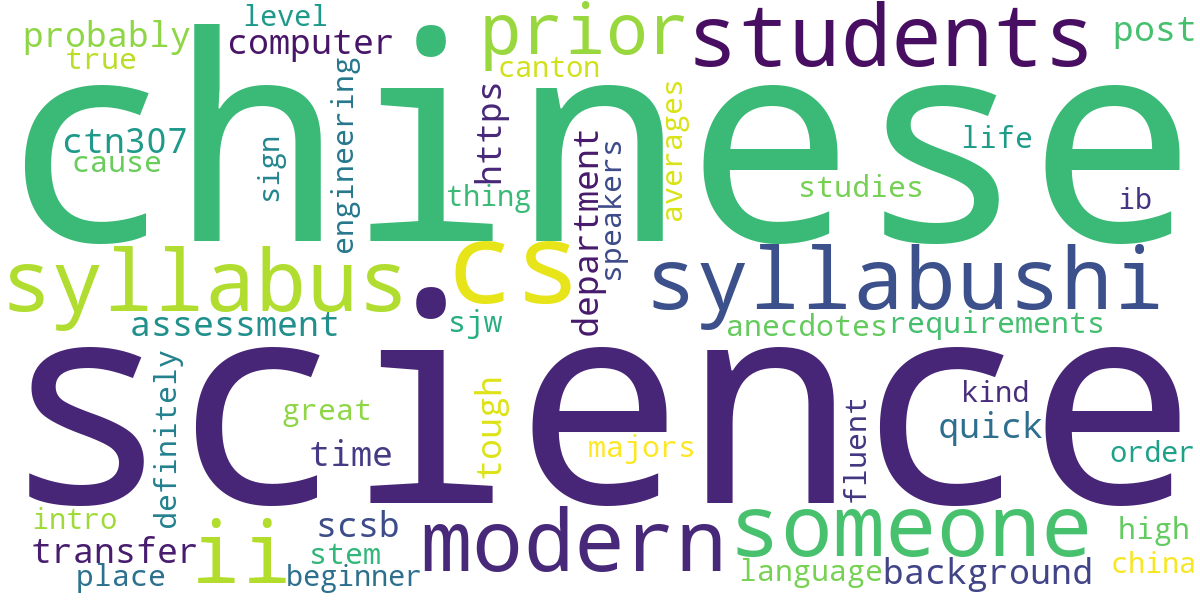 level
probably
computer
prior
students
post
true
canton
chinese
ctn307
cause
sign
engineering
https
thing
department
speakers
averages
life
studies
ib
syllabus
cs
syllabushi
assessment
sjw
anecdotes
requirements
science
definitely
great
time
tough
majors
kind
quick
fluent
order
intro
transfer
place
ii
scsb
stem
beginner
modern
someone
language
background
high
china